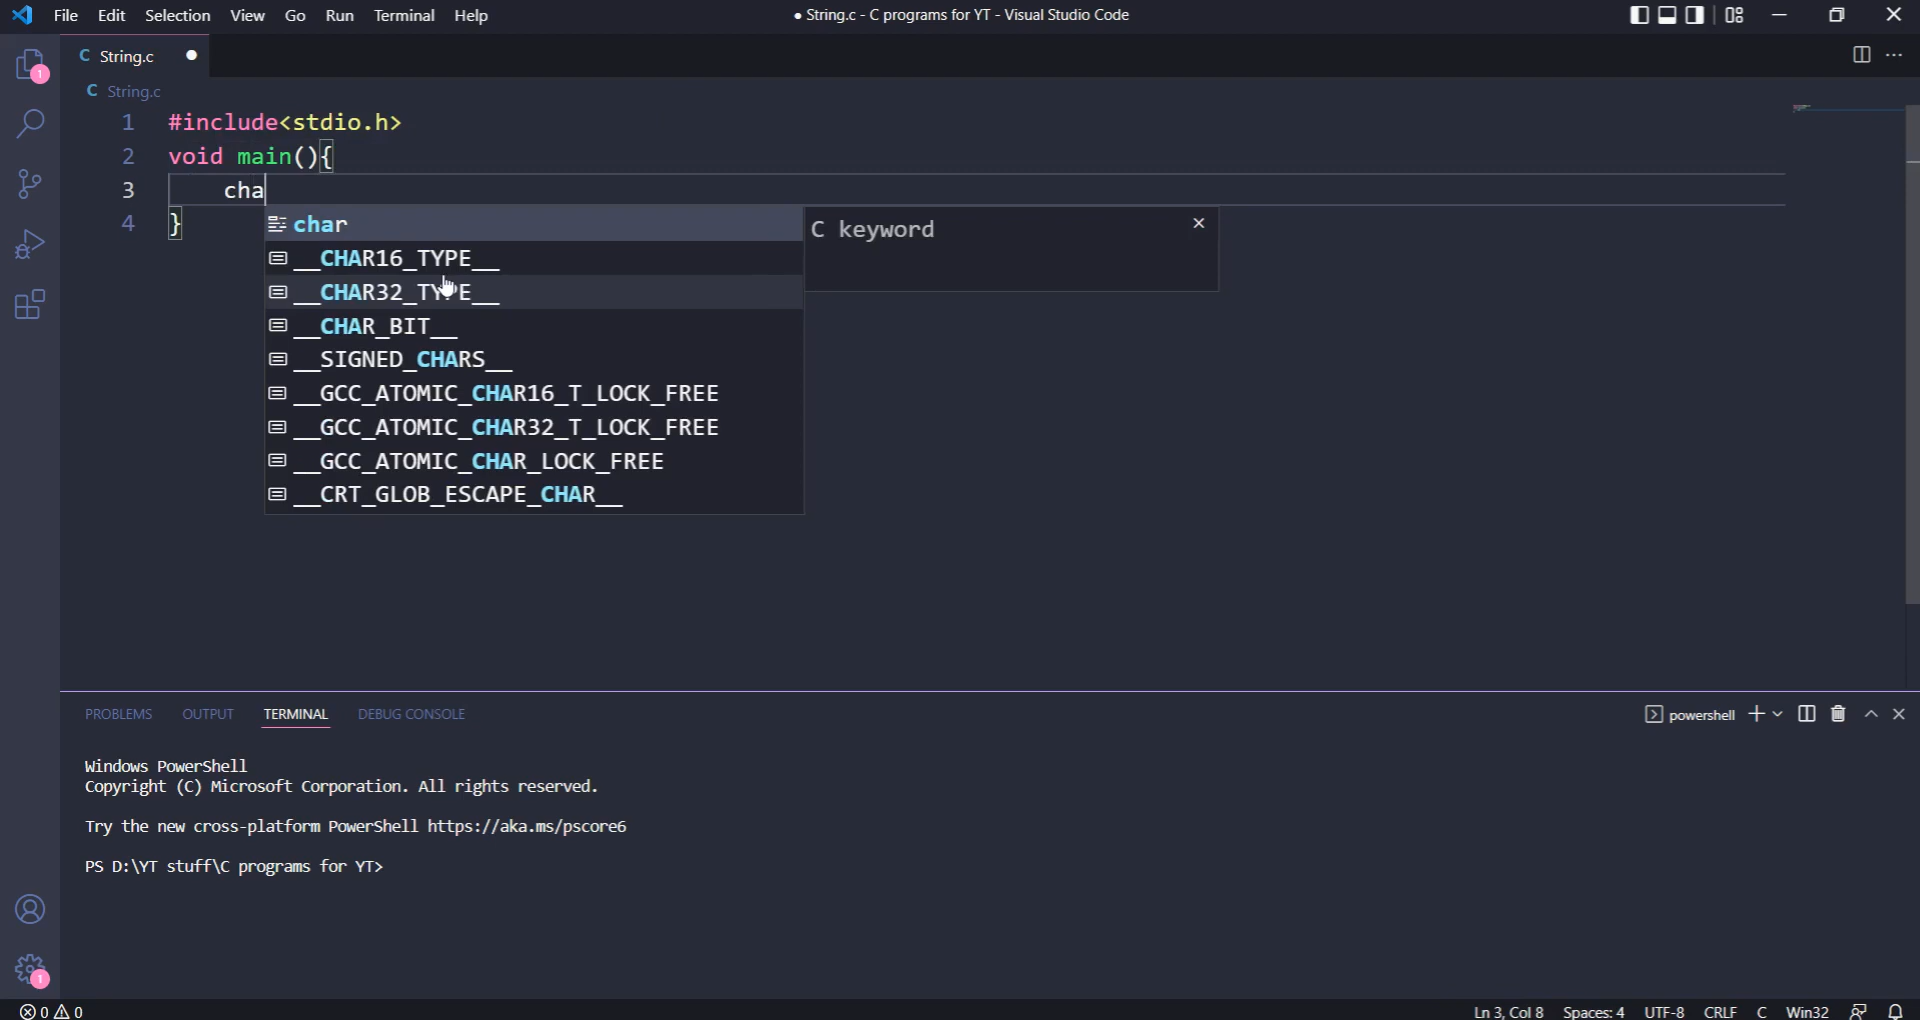 File Edit Selection View Go Run Terminal Help
● String.c - C programs for YT - Visual Studio Code
C String.c ●
1
C String.c
1 #include<stdio.h>
2 void main(){
3 cha
4 }
char
C keyword
__CHAR16_TYPE__
__CHAR32_TYPE__
__CHAR_BIT__
__SIGNED_CHARS__
__GCC_ATOMIC_CHAR16_T_LOCK_FREE
__GCC_ATOMIC_CHAR32_T_LOCK_FREE
__GCC_ATOMIC_CHAR_LOCK_FREE
__CRT_GLOB_ESCAPE_CHAR__
PROBLEMS OUTPUT TERMINAL DEBUG CONSOLE
powershell
Windows PowerShell
Copyright (C) Microsoft Corporation. All rights reserved.
Try the new cross-platform PowerShell https://aka.ms/pscore6
PS D:\YT stuff\C programs for YT>
1
0 0
Ln 3, Col 8 Spaces: 4 UTF-8 CRLF C Win32